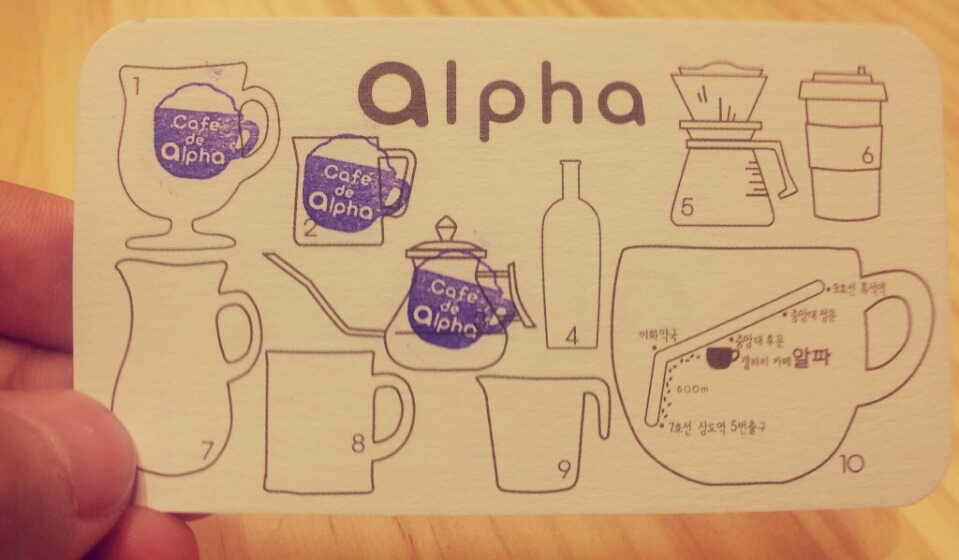 alpha
1
Café
de
alpha
2
Café
de
alpha
Café
de
alpha
4
5
6
7
8
9
10
9호선 흑석역
중앙대 정문
이화약국
중앙대 후문
갤러리 카페 알파
500m
7호선 상도역 5번출구